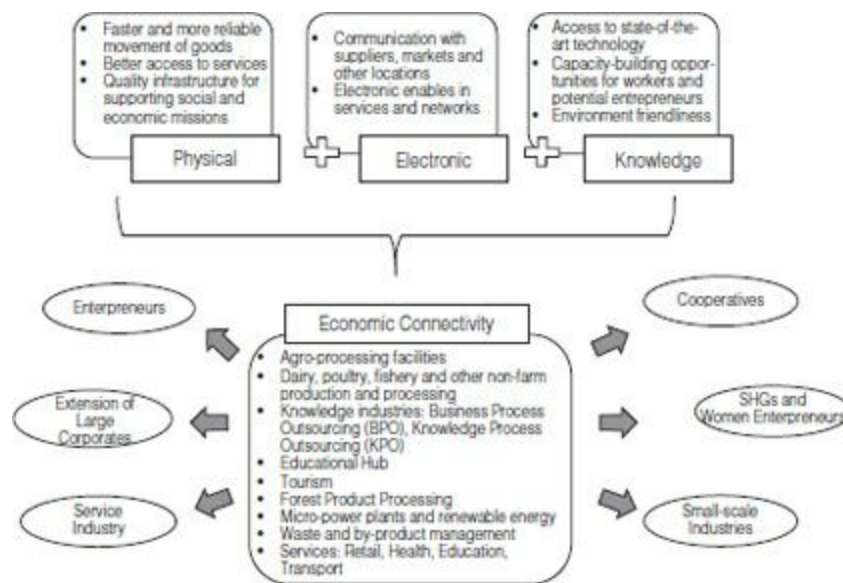 • Faster and more reliable
movement of goods
• Better access to services
• Quality infrastructure for
supporting social and
economic missions
Physical
• Communication with
suppliers, markets and
other locations
• Electronic enables in
services and networks
Electronic
• Access to state-of-the-
art technology
• Capacity-building oppor-
tunities for workers and
potential entrepreneurs
• Environment friendliness
Knowledge
Enterpreneurs
Extension of
Large
Corporates
Service
Industry
Economic Connectivity
• Agro-processing facilities
• Dairy, poultry, fishery and other non-farm
production and processing
• Knowledge industries: Business Process
Outsourcing (BPO), Knowledge Process
Outsourcing (KPO)
• Educational Hub
• Tourism
• Forest Product Processing
• Micro-power plants and renewable energy
• Waste and by-product management
• Services: Retail, Health, Education,
Transport
Cooperatives
SHGs and
Women Enterpreneurs
Small-scale
Industries